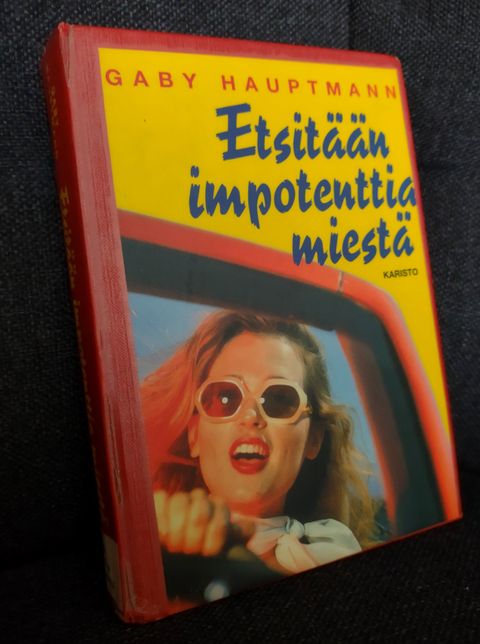 GABY HAUPTMANN
Etsitään
impotenttia
miestä
KARISTO